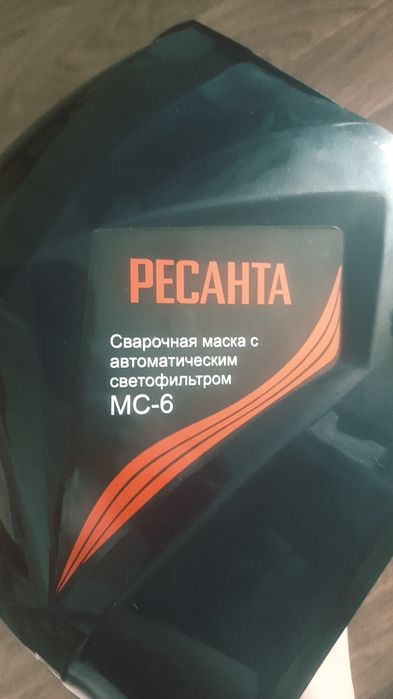 РЕСАНТА
Сварочная маска с
автоматическим
светофильтром
МС-6